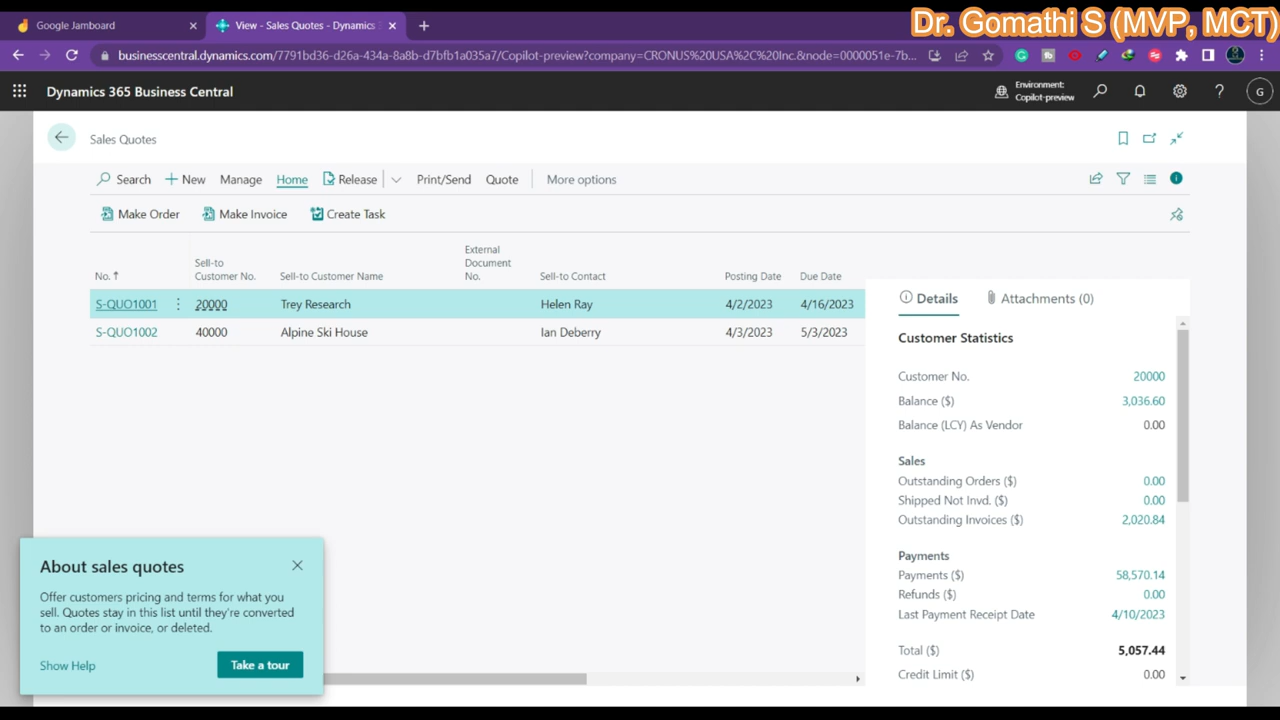 Google Jamboard
View - Sales Quotes - Dynamics
Dr. Gomathi S (MVP, MCT)
businesscentral.dynamics.com/7791bd36-d26a-434a-8a8b-d7bfb1a035a7/Copilot-preview?company=CRONUS%20USA%2C%20Inc.&node=0000051e-7b...
Dynamics 365 Business Central
Environment:
Copilot-preview
G
Sales Quotes
Search
New
Manage
Home
Release
Print/Send
Quote
More options
Make Order
Make Invoice
Create Task
No. ↑
Sell-to
Customer No.
Sell-to Customer Name
External
Document
No.
Sell-to Contact
Posting Date
Due Date
S-QUO1001 20000 Trey Research Helen Ray 4/2/2023 4/16/2023
S-QUO1002 40000 Alpine Ski House Ian Deberry 4/3/2023 5/3/2023
Details
Attachments (0)
Customer Statistics
Customer No. 20000
Balance ($) 3,036.60
Balance (LCY) As Vendor 0.00
Sales
Outstanding Orders ($) 0.00
Shipped Not Invd. ($) 0.00
Outstanding Invoices ($) 2,020.84
Payments
Payments ($) 58,570.14
Refunds ($) 0.00
Last Payment Receipt Date 4/10/2023
Total ($) 5,057.44
Credit Limit ($) 0.00
About sales quotes
Offer customers pricing and terms for what you
sell. Quotes stay in this list until they're converted
to an order or invoice, or deleted.
Show Help
Take a tour